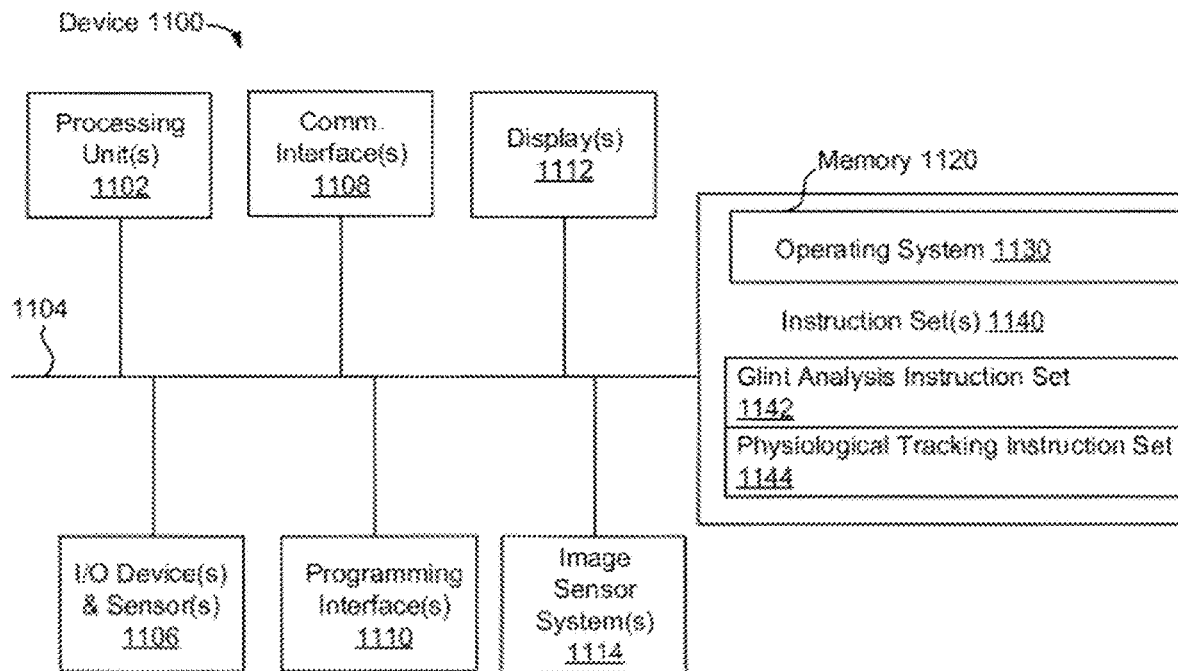 Device 1100
Processing
Unit(s)
1102
Comm.
Interface(s)
1108
Display(s)
1112
Memory 1120
Operating System 1130
Instruction Set(s) 1140
Glint Analysis Instruction Set
1142
Physiological Tracking Instruction Set
1144
1104
I/O Device(s)
& Sensor(s)
1106
Programming
Interface(s)
1110
Image
Sensor
System(s)
1114